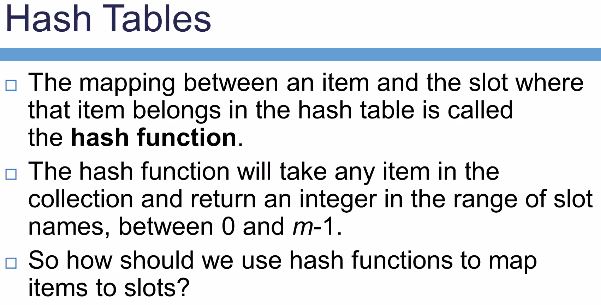 Hash Tables
The mapping between an item and the slot where
that item belongs in the hash table is called
the hash function.
The hash function will take any item in the
collection and return an integer in the range of slot
names, between 0 and m-1.
So how should we use hash functions to map
items to slots?